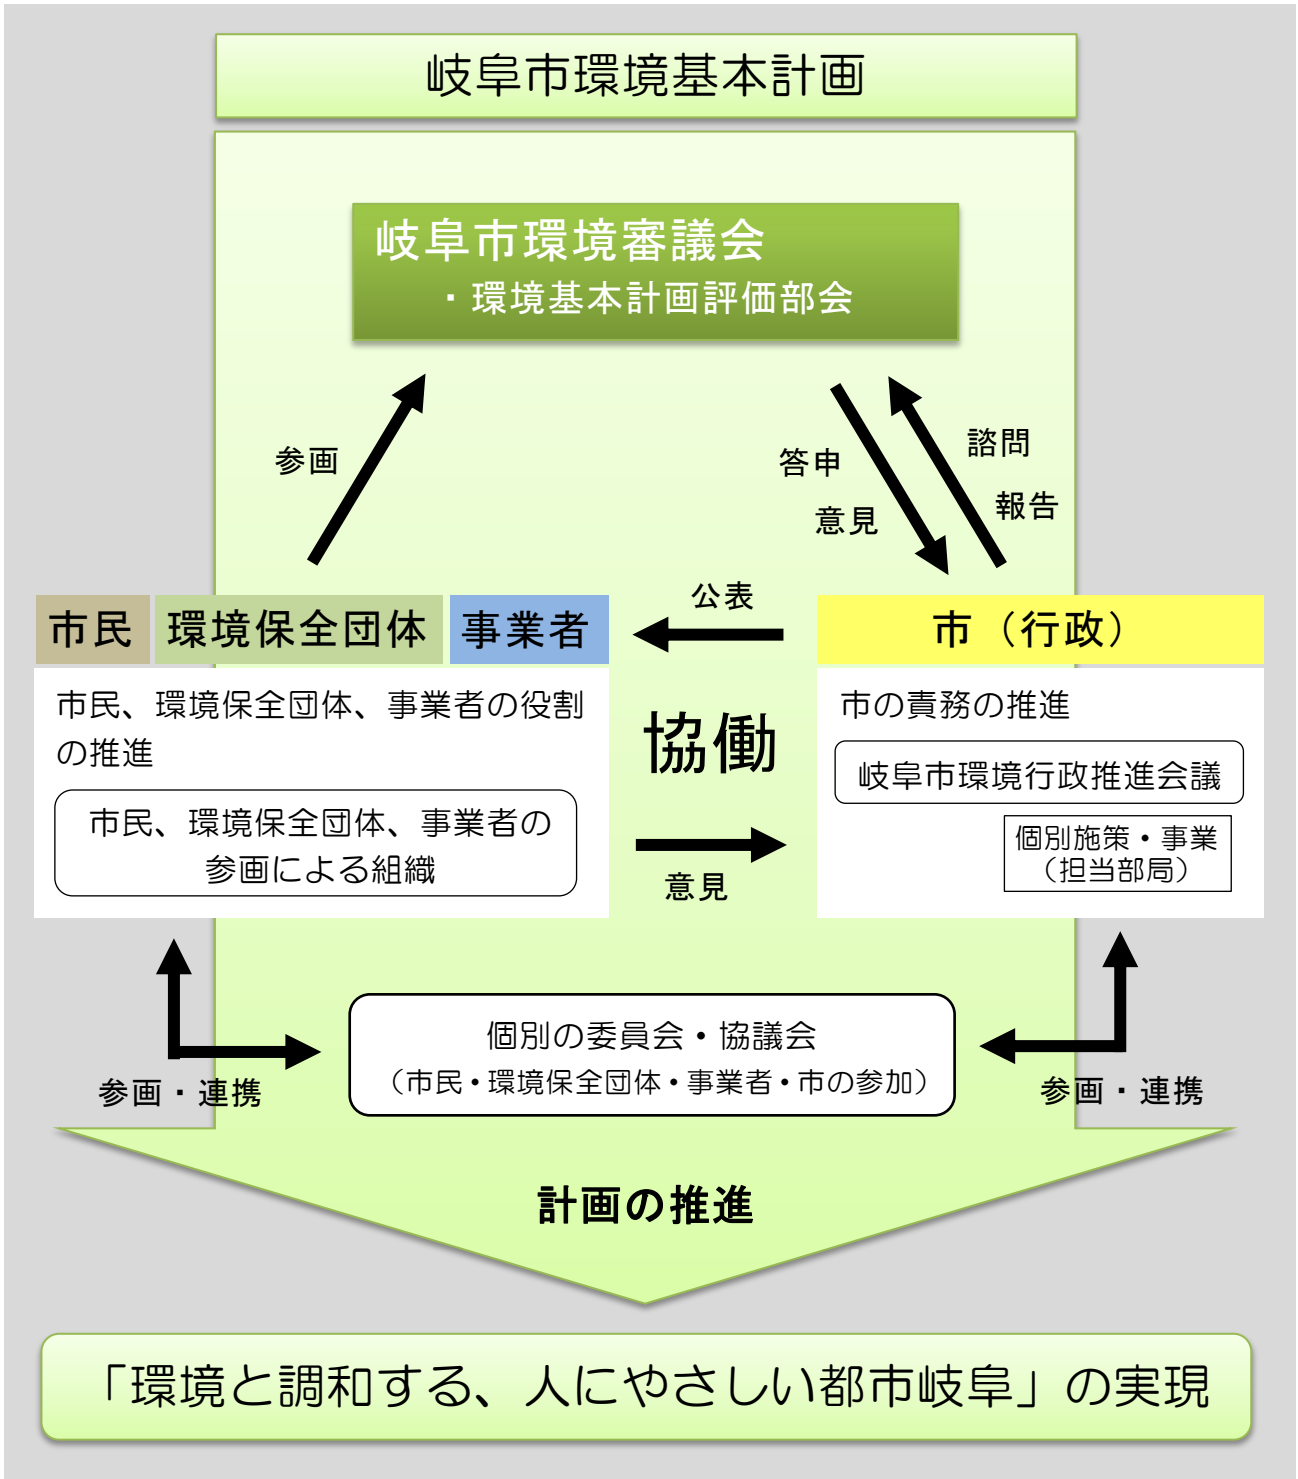 岐阜市環境基本計画
岐阜市環境審議会
・環境基本計画評価部会
参画
答申
意見
諮問
報告
市民
環境保全団体
事業者
公表
市（行政）
市民、環境保全団体、事業者の役割
の推進
市民、環境保全団体、事業者の
参画による組織
協働
意見
市の責務の推進
岐阜市環境行政推進会議
個別施策・事業
（担当部局）
参画・連携
個別の委員会・協議会
（市民・環境保全団体・事業者・市の参加）
参画・連携
計画の推進
「環境と調和する、人にやさしい都市岐阜」の実現